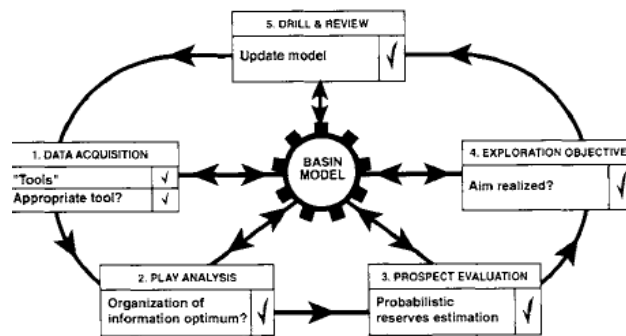 5. DRILL & REVIEW
Update model
1. DATA ACQUISITION
"Tools"
Appropriate tool?
BASIN
MODEL
4. EXPLORATION OBJECTIVE
Aim realized?
2. PLAY ANALYSIS
Organization of
information optimum?
3. PROSPECT EVALUATION
Probabilistic
reserves estimation